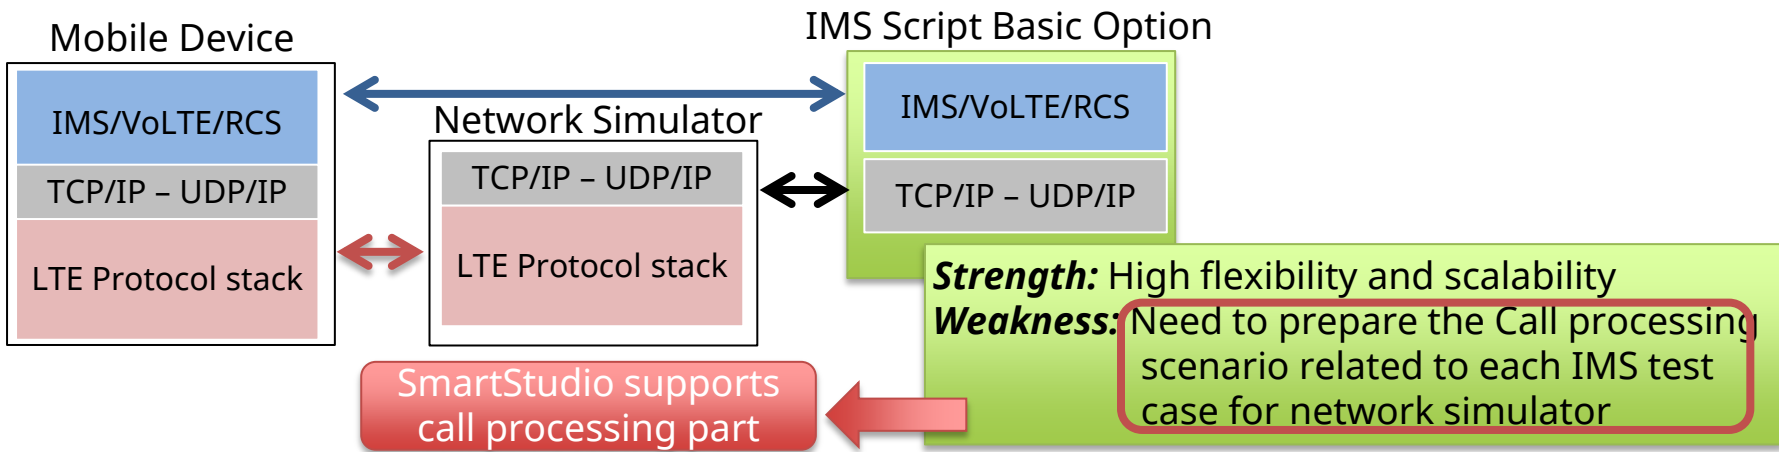 Mobile Device
IMS/VoLTE/RCS
TCP/IP – UDP/IP
LTE Protocol stack
Network Simulator
TCP/IP – UDP/IP
LTE Protocol stack
IMS Script Basic Option
IMS/VoLTE/RCS
TCP/IP – UDP/IP
Strength: High flexibility and scalability
Weakness: Need to prepare the Call processing
scenario related to each IMS test
case for network simulator
SmartStudio supports
call processing part